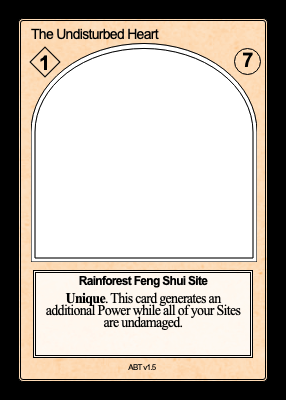 The Undisturbed Heart
1
7
Rainforest Feng Shui Site
Unique. This card generates an
additional Power while all of your Sites
are undamaged.
ABT v1.5